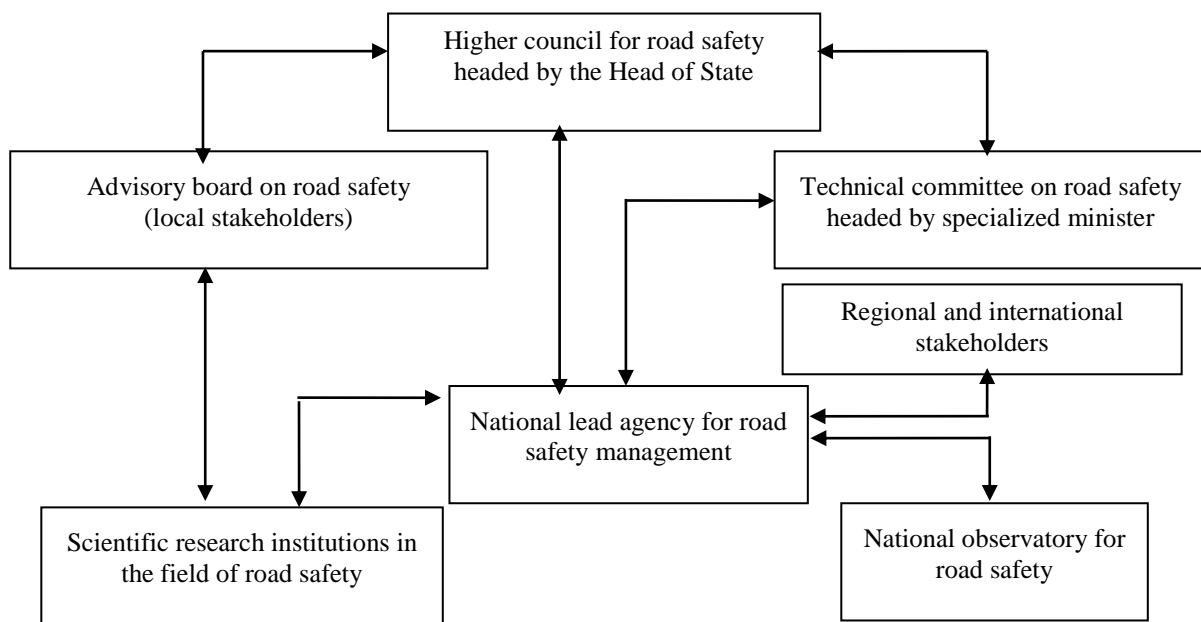 Higher council for road safety
headed by the Head of State
Advisory board on road safety
(local stakeholders)
Technical committee on road safety
headed by specialized minister
Regional and international
stakeholders
National lead agency for road
safety management
Scientific research institutions in
the field of road safety
National observatory for
road safety